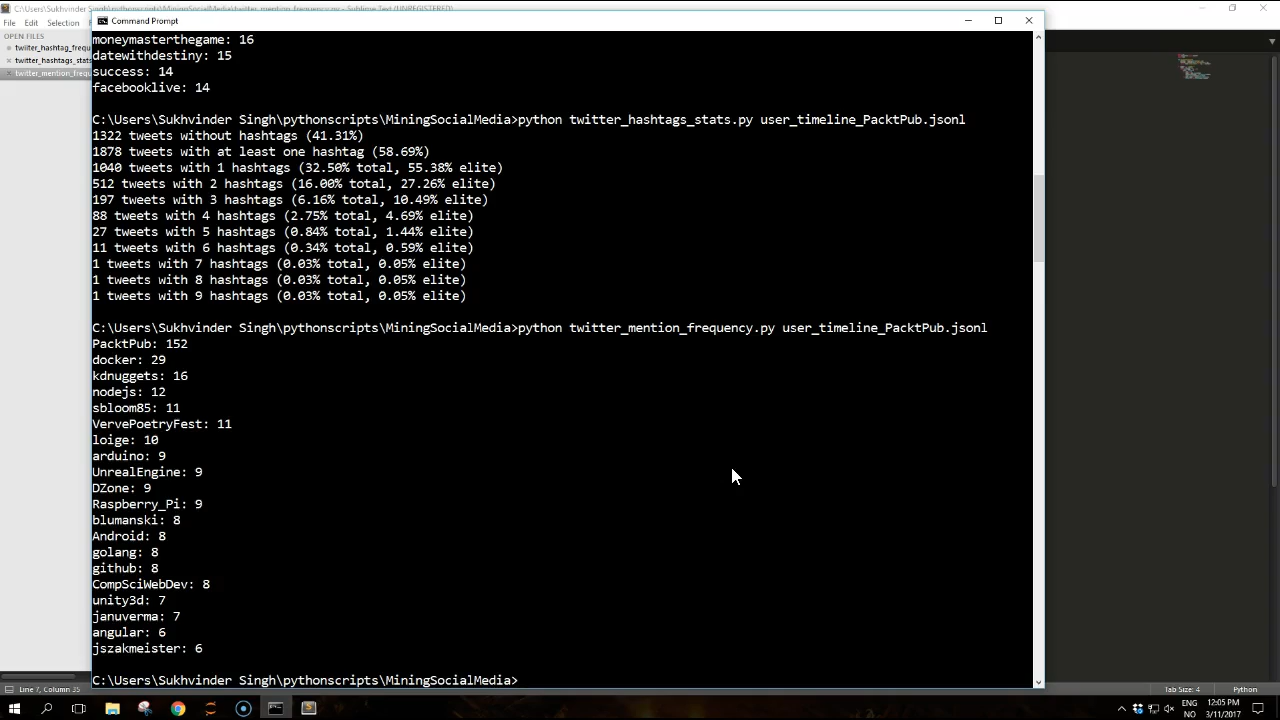 C:\Users\Sukhvinder Singh\pythonscripts\MiningSocialMedia\twitter_mention_frequency.py - Sublime Text (UNREGISTERED)
File Edit Selection
Command Prompt
OPEN FILES
twitter_hashtag_frequ
twitter_hashtags_stats
twitter_mention_frequ
moneymasterthegame: 16
datewithdestiny: 15
success: 14
facebooklive: 14
C:\Users\Sukhvinder Singh\pythonscripts\MiningSocialMedia>python twitter_hashtags_stats.py user_timeline_PacktPub.jsonl
1322 tweets without hashtags (41.31%)
1878 tweets with at least one hashtag (58.69%)
1040 tweets with 1 hashtags (32.50% total, 55.38% elite)
512 tweets with 2 hashtags (16.00% total, 27.26% elite)
197 tweets with 3 hashtags (6.16% total, 10.49% elite)
88 tweets with 4 hashtags (2.75% total, 4.69% elite)
27 tweets with 5 hashtags (0.84% total, 1.44% elite)
11 tweets with 6 hashtags (0.34% total, 0.59% elite)
1 tweets with 7 hashtags (0.03% total, 0.05% elite)
1 tweets with 8 hashtags (0.03% total, 0.05% elite)
1 tweets with 9 hashtags (0.03% total, 0.05% elite)
C:\Users\Sukhvinder Singh\pythonscripts\MiningSocialMedia>python twitter_mention_frequency.py user_timeline_PacktPub.jsonl
PacktPub: 152
docker: 29
kdnuggets: 16
nodejs: 12
sbloom85: 11
VervePoetryFest: 11
loige: 10
arduino: 9
UnrealEngine: 9
DZone: 9
Raspberry_Pi: 9
blumanski: 8
Android: 8
golang: 8
github: 8
CompSciWebDev: 8
unity3d: 7
januverma: 7
angular: 6
jszakmeister: 6
C:\Users\Sukhvinder Singh\pythonscripts\MiningSocialMedia>
Line 7, Column 35
Tab Size: 4
Python
ENG
NO
12:05 PM
3/11/2017